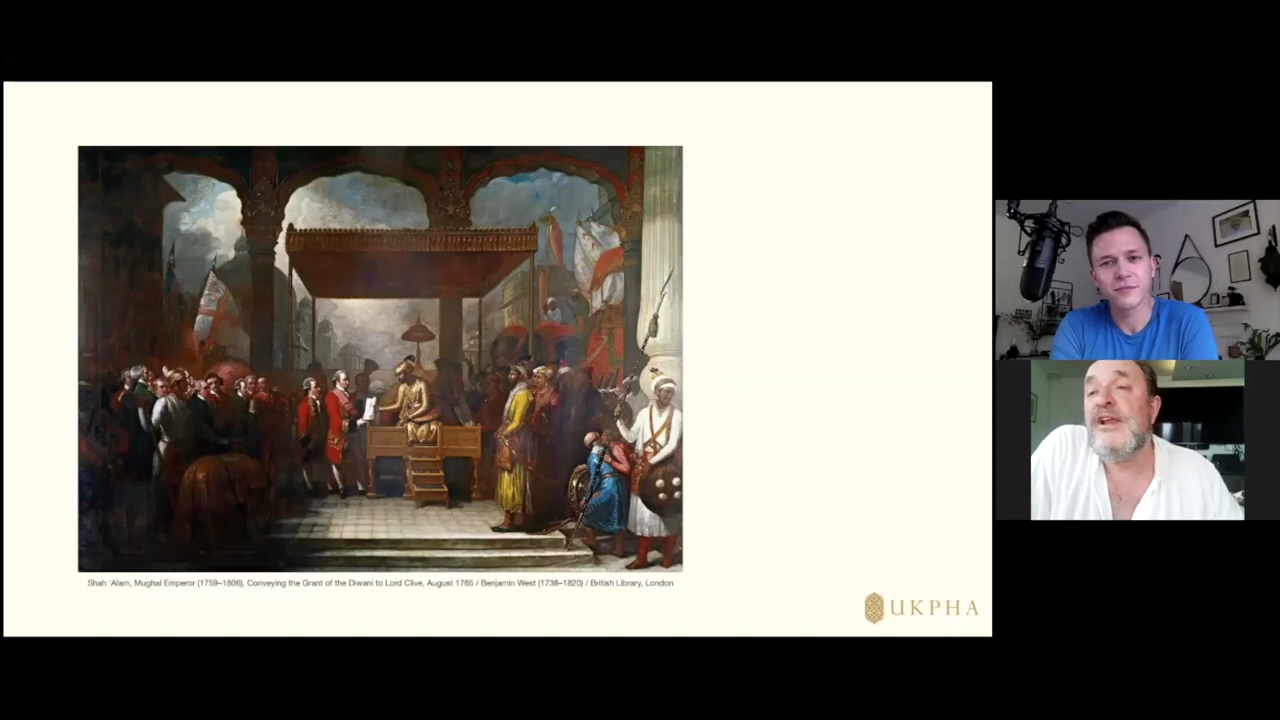 Shah 'Alam, Mughal Emperor (1759–1806), Conveying the Grant of the Diwani to Lord Clive, August 1765 / Benjamin West (1738–1820) / British Library, London
UKPHA